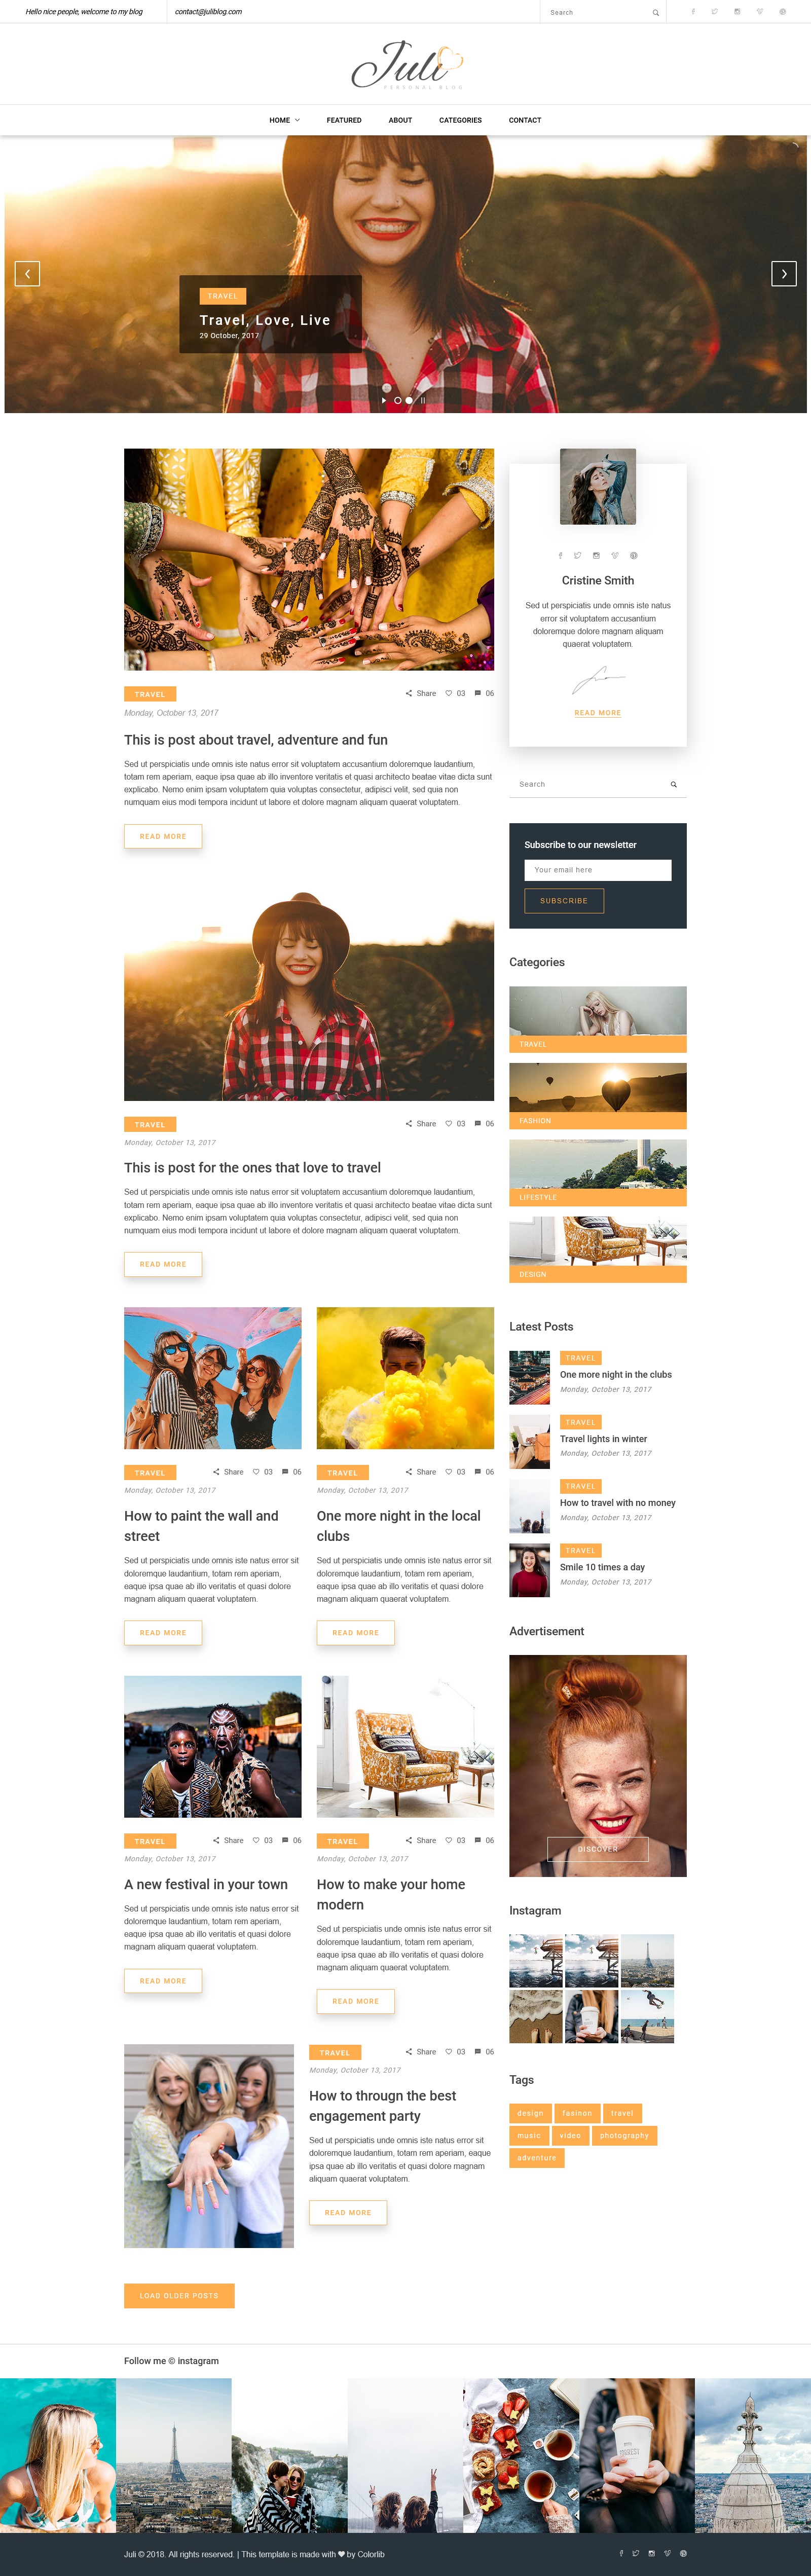 Hello nice people, welcome to my blog
contact@juliblog.com
Search
Juli
PERSONAL BLOG
HOME
FEATURED
ABOUT
CATEGORIES
CONTACT
TRAVEL
Travel, Love, Live
29 October, 2017
TRAVEL
Share 03 06
Monday, October 13, 2017
This is post about travel, adventure and fun
Sed ut perspiciatis unde omnis iste natus error sit voluptatem accusantium doloremque laudantium,
totam rem aperiam, eaque ipsa quae ab illo inventore veritatis et quasi architecto beatae vitae dicta sunt
explicabo. Nemo enim ipsam voluptatem quia voluptas consectetur, adipisci velit, sed quia non
numquam eius modi tempora incidunt ut labore et dolore magnam aliquam quaerat voluptatem.
READ MORE
TRAVEL
Share 03 06
Monday, October 13, 2017
This is post for the ones that love to travel
Sed ut perspiciatis unde omnis iste natus error sit voluptatem accusantium doloremque laudantium,
totam rem aperiam, eaque ipsa quae ab illo inventore veritatis et quasi architecto beatae vitae dicta sunt
explicabo. Nemo enim ipsam voluptatem quia voluptas consectetur, adipisci velit, sed quia non
numquam eius modi tempora incidunt ut labore et dolore magnam aliquam quaerat voluptatem.
READ MORE
TRAVEL
Share 03 06
Monday, October 13, 2017
How to paint the wall and
street
Sed ut perspiciatis unde omnis iste natus error sit
doloremque laudantium, totam rem aperiam,
eaque ipsa quae ab illo veritatis et quasi dolore
magnam aliquam quaerat voluptatem.
READ MORE
TRAVEL
Share 03 06
Monday, October 13, 2017
One more night in the local
clubs
Sed ut perspiciatis unde omnis iste natus error sit
doloremque laudantium, totam rem aperiam,
eaque ipsa quae ab illo veritatis et quasi dolore
magnam aliquam quaerat voluptatem.
READ MORE
TRAVEL
Share 03 06
Monday, October 13, 2017
A new festival in your town
Sed ut perspiciatis unde omnis iste natus error sit
doloremque laudantium, totam rem aperiam,
eaque ipsa quae ab illo veritatis et quasi dolore
magnam aliquam quaerat voluptatem.
READ MORE
TRAVEL
Share 03 06
Monday, October 13, 2017
How to make your home
modern
Sed ut perspiciatis unde omnis iste natus error sit
doloremque laudantium, totam rem aperiam,
eaque ipsa quae ab illo veritatis et quasi dolore
magnam aliquam quaerat voluptatem.
READ MORE
TRAVEL
Share 03 06
Monday, October 13, 2017
How to througn the best
engagement party
Sed ut perspiciatis unde omnis iste natus error sit
doloremque laudantium, totam rem aperiam, eaque
ipsa quae ab illo veritatis et quasi dolore magnam
aliquam quaerat voluptatem.
READ MORE
LOAD OLDER POSTS
Cristine Smith
Sed ut perspiciatis unde omnis iste natus
error sit voluptatem accusantium
doloremque dolore magnam aliquam
quaerat voluptatem.
READ MORE
Search
Subscribe to our newsletter
Your email here
SUBSCRIBE
Categories
TRAVEL
FASHION
LIFESTYLE
DESIGN
Latest Posts
TRAVEL
One more night in the clubs
Monday, October 13, 2017
TRAVEL
Travel lights in winter
Monday, October 13, 2017
TRAVEL
How to travel with no money
Monday, October 13, 2017
TRAVEL
Smile 10 times a day
Monday, October 13, 2017
Advertisement
DISCOVER
Instagram
Tags
design
fasinon
travel
music
video
photography
adventure
Follow me © instagram
Juli © 2018. All rights reserved. | This template is made with ♥ by Colorlib